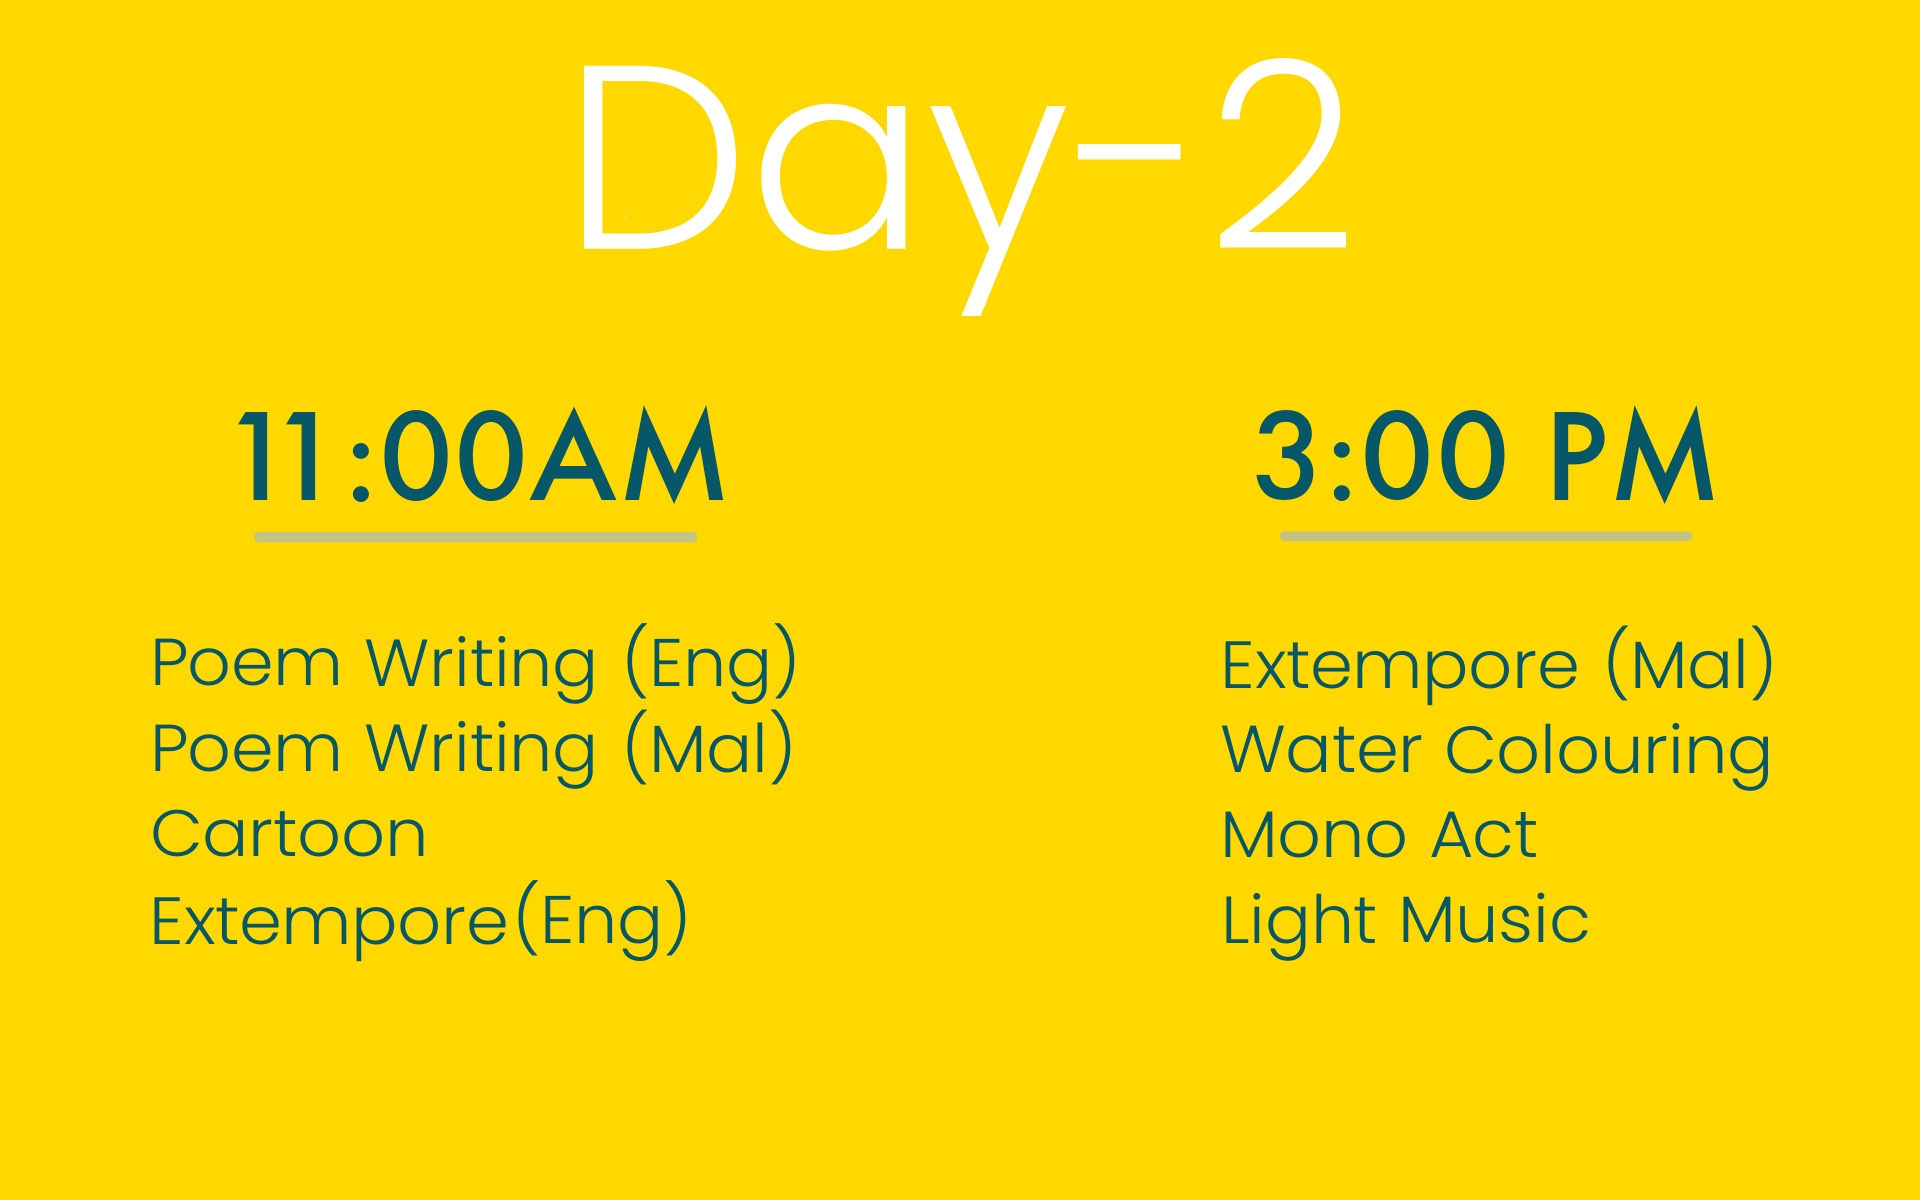 Day-2
11:00AM
Poem Writing (Eng)
Poem Writing (Mal)
Cartoon
Extempore(Eng)
3:00 PM
Extempore (Mal)
Water Colouring
Mono Act
Light Music